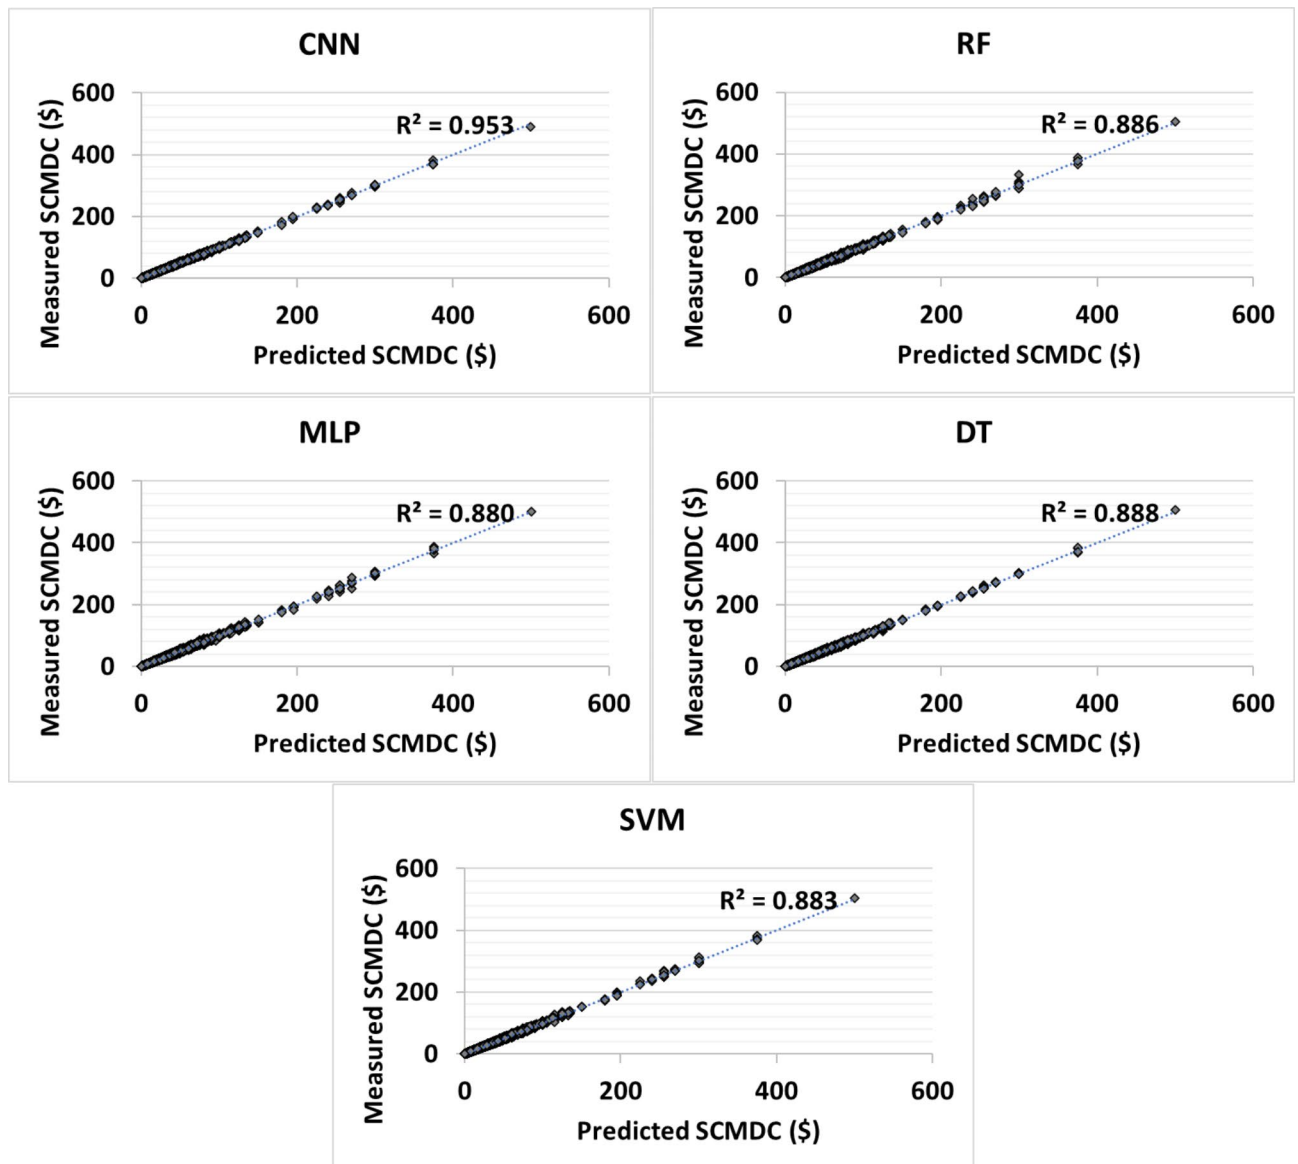 CNN
600
400
200
0
R² = 0.953
0 200 400 600
Measured SCMDC ($)
Predicted SCMDC ($)
RF
600
400
200
0
R² = 0.886
0 200 400 600
Measured SCMDC ($)
Predicted SCMDC ($)
MLP
600
400
200
0
R² = 0.880
0 200 400 600
Measured SCMDC ($)
Predicted SCMDC ($)
DT
600
400
200
0
R² = 0.888
0 200 400 600
Measured SCMDC ($)
Predicted SCMDC ($)
SVM
600
400
200
0
R² = 0.883
0 200 400 600
Measured SCMDC ($)
Predicted SCMDC ($)